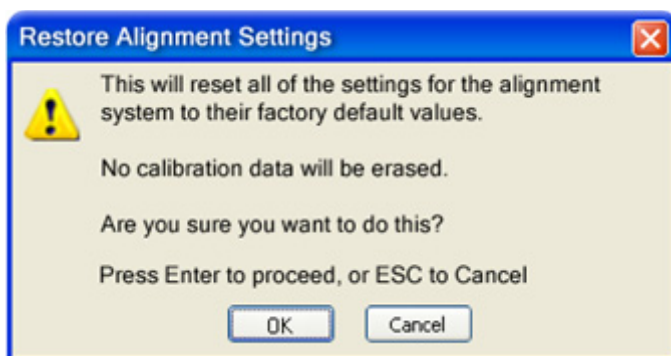 Restore Alignment Settings
This will reset all of the settings for the alignment
system to their factory default values.
No calibration data will be erased.
Are you sure you want to do this?
Press Enter to proceed, or ESC to Cancel
OK
Cancel